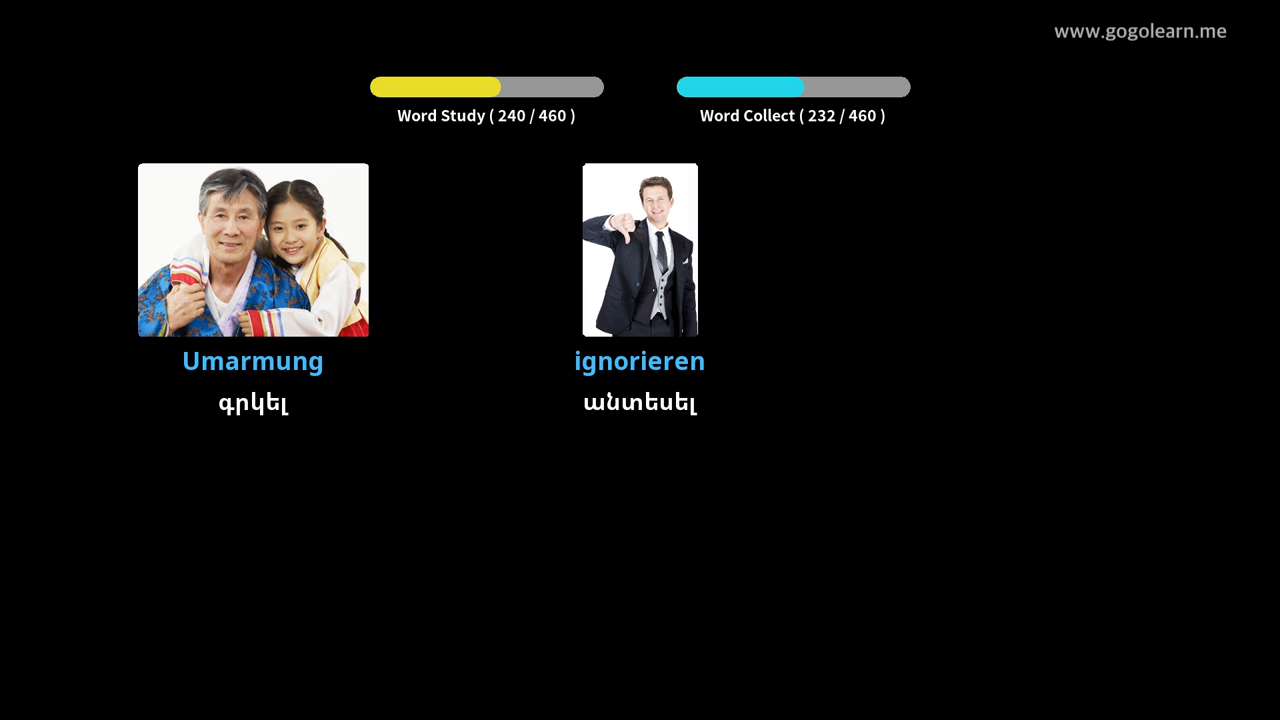 www.gogolearn.me
Word Study ( 240 / 460 )
Word Collect ( 232 / 460 )
Umarmung
գրկել
ignorieren
անտեսել